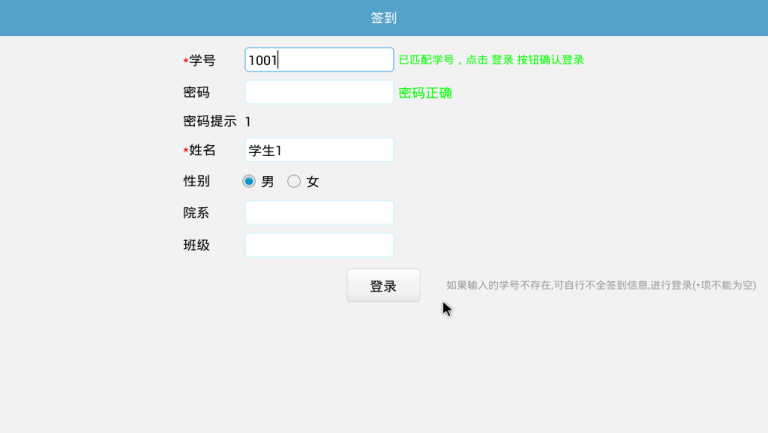 签到
*学号 1001 已匹配学号，点击 登录 按钮确认登录
密码 密码正确
密码提示 1
*姓名 学生1
性别 男 女
院系
班级
登录 如果输入的学号不存在,可自行不全签到信息,进行登录(*项不能为空)